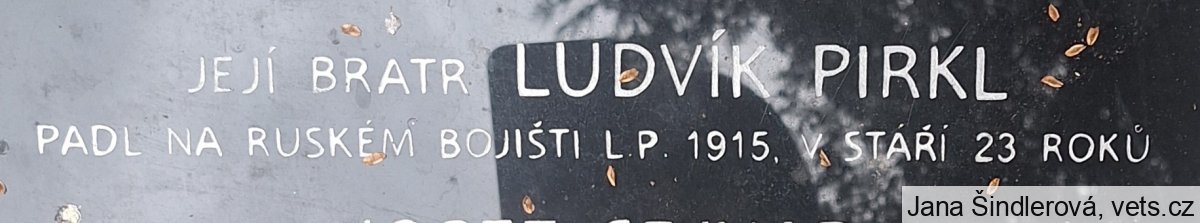 JEJÍ BRATR LUDVÍK PIRKL
PADL NA RUSKÉM BOJIŠTI L.P. 1915, V STÁŘÍ 23 ROKŮ
Jana Šindlerová, vets.cz